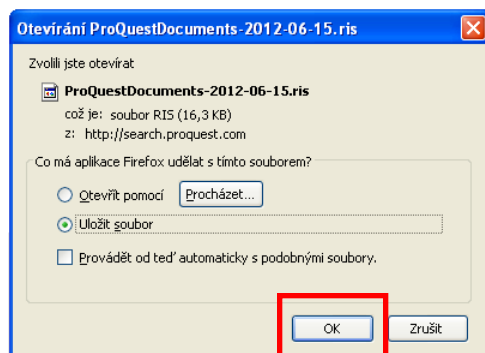 Otevírání ProQuestDocuments-2012-06-15.ris
Zvolili jste otevírat
ProQuestDocuments-2012-06-15.ris
což je: soubor RIS (16,3 KB)
z: http://search.proquest.com
Co má aplikace Firefox udělat s tímto souborem?
Otevřít pomocí Procházet...
Uložit soubor
Provádět od teď automaticky s podobnými soubory.
OK Zrušit